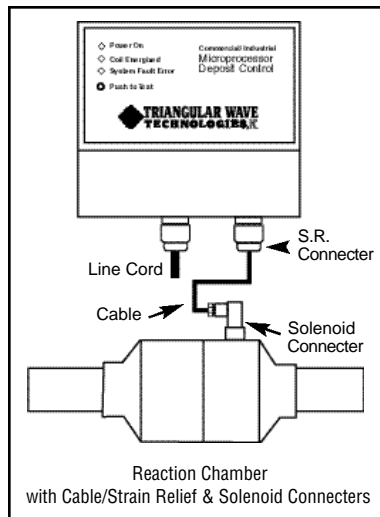 Power On
Coil Energized
System Fault Error
Push to Test
Commercial/Industrial
Microprocessor
Deposit Control
TRIANGULAR WAVE
TECHNOLOGIES,
S.R.
Connecter
Line Cord
Cable
Solenoid
Connecter
Reaction Chamber
with Cable/Strain Relief & Solenoid Connecters